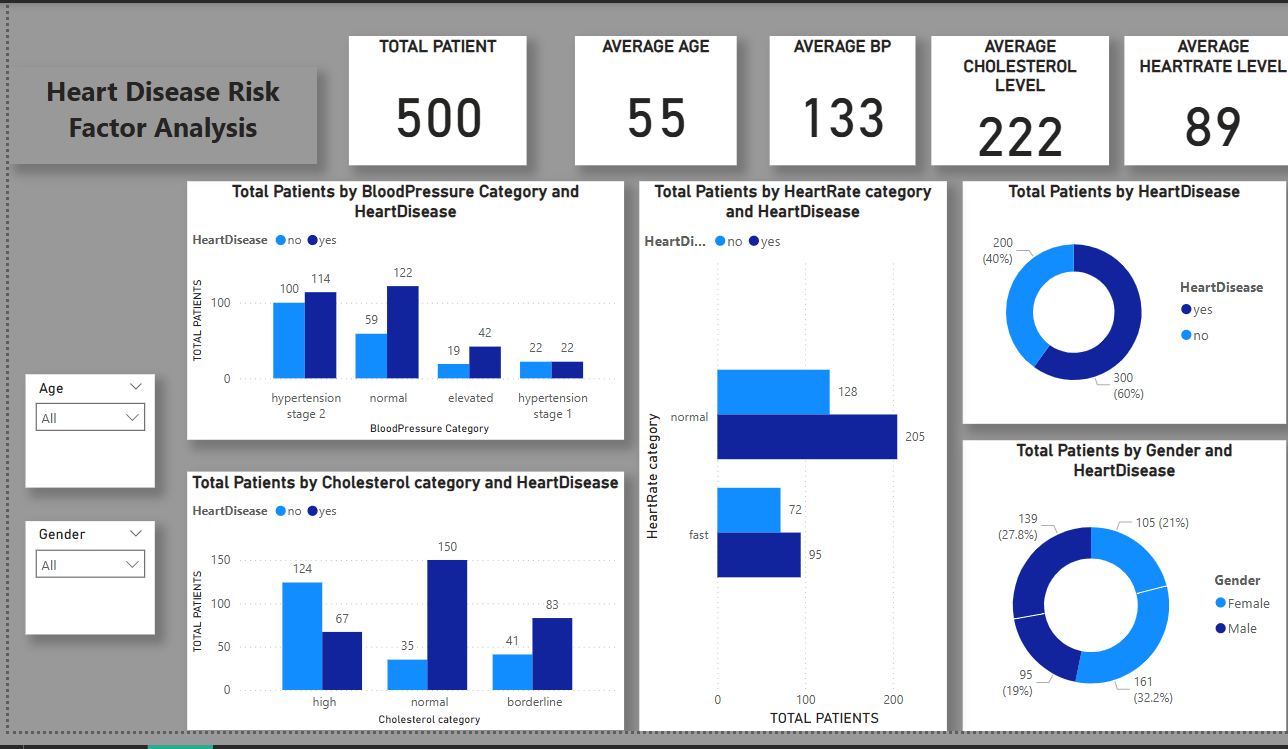 Heart Disease Risk
Factor Analysis
TOTAL PATIENT
500
AVERAGE AGE
55
AVERAGE BP
133
AVERAGE
CHOLESTEROL
LEVEL
222
AVERAGE
HEARTRATE LEVEL
89
Age
All
Gender
All
Total Patients by BloodPressure Category and
HeartDisease
HeartDisease no yes
TOTAL PATIENTS
100
0
100 114
59 122
19 42
22 22
hypertension
stage 2
normal
elevated
hypertension
stage 1
BloodPressure Category
Total Patients by Cholesterol category and HeartDisease
HeartDisease no yes
TOTAL PATIENTS
150
100
50
0
124 67
35 150
41 83
high normal borderline
Cholesterol category
Total Patients by HeartRate category
and HeartDisease
HeartDi... no yes
HeartRate category
normal
128
205
fast
72
95
0 100 200
TOTAL PATIENTS
Total Patients by HeartDisease
200
(40%)
300
(60%)
HeartDisease
yes
no
Total Patients by Gender and
HeartDisease
139
(27.8%)
105 (21%)
95
(19%)
161
(32.2%)
Gender
Female
Male